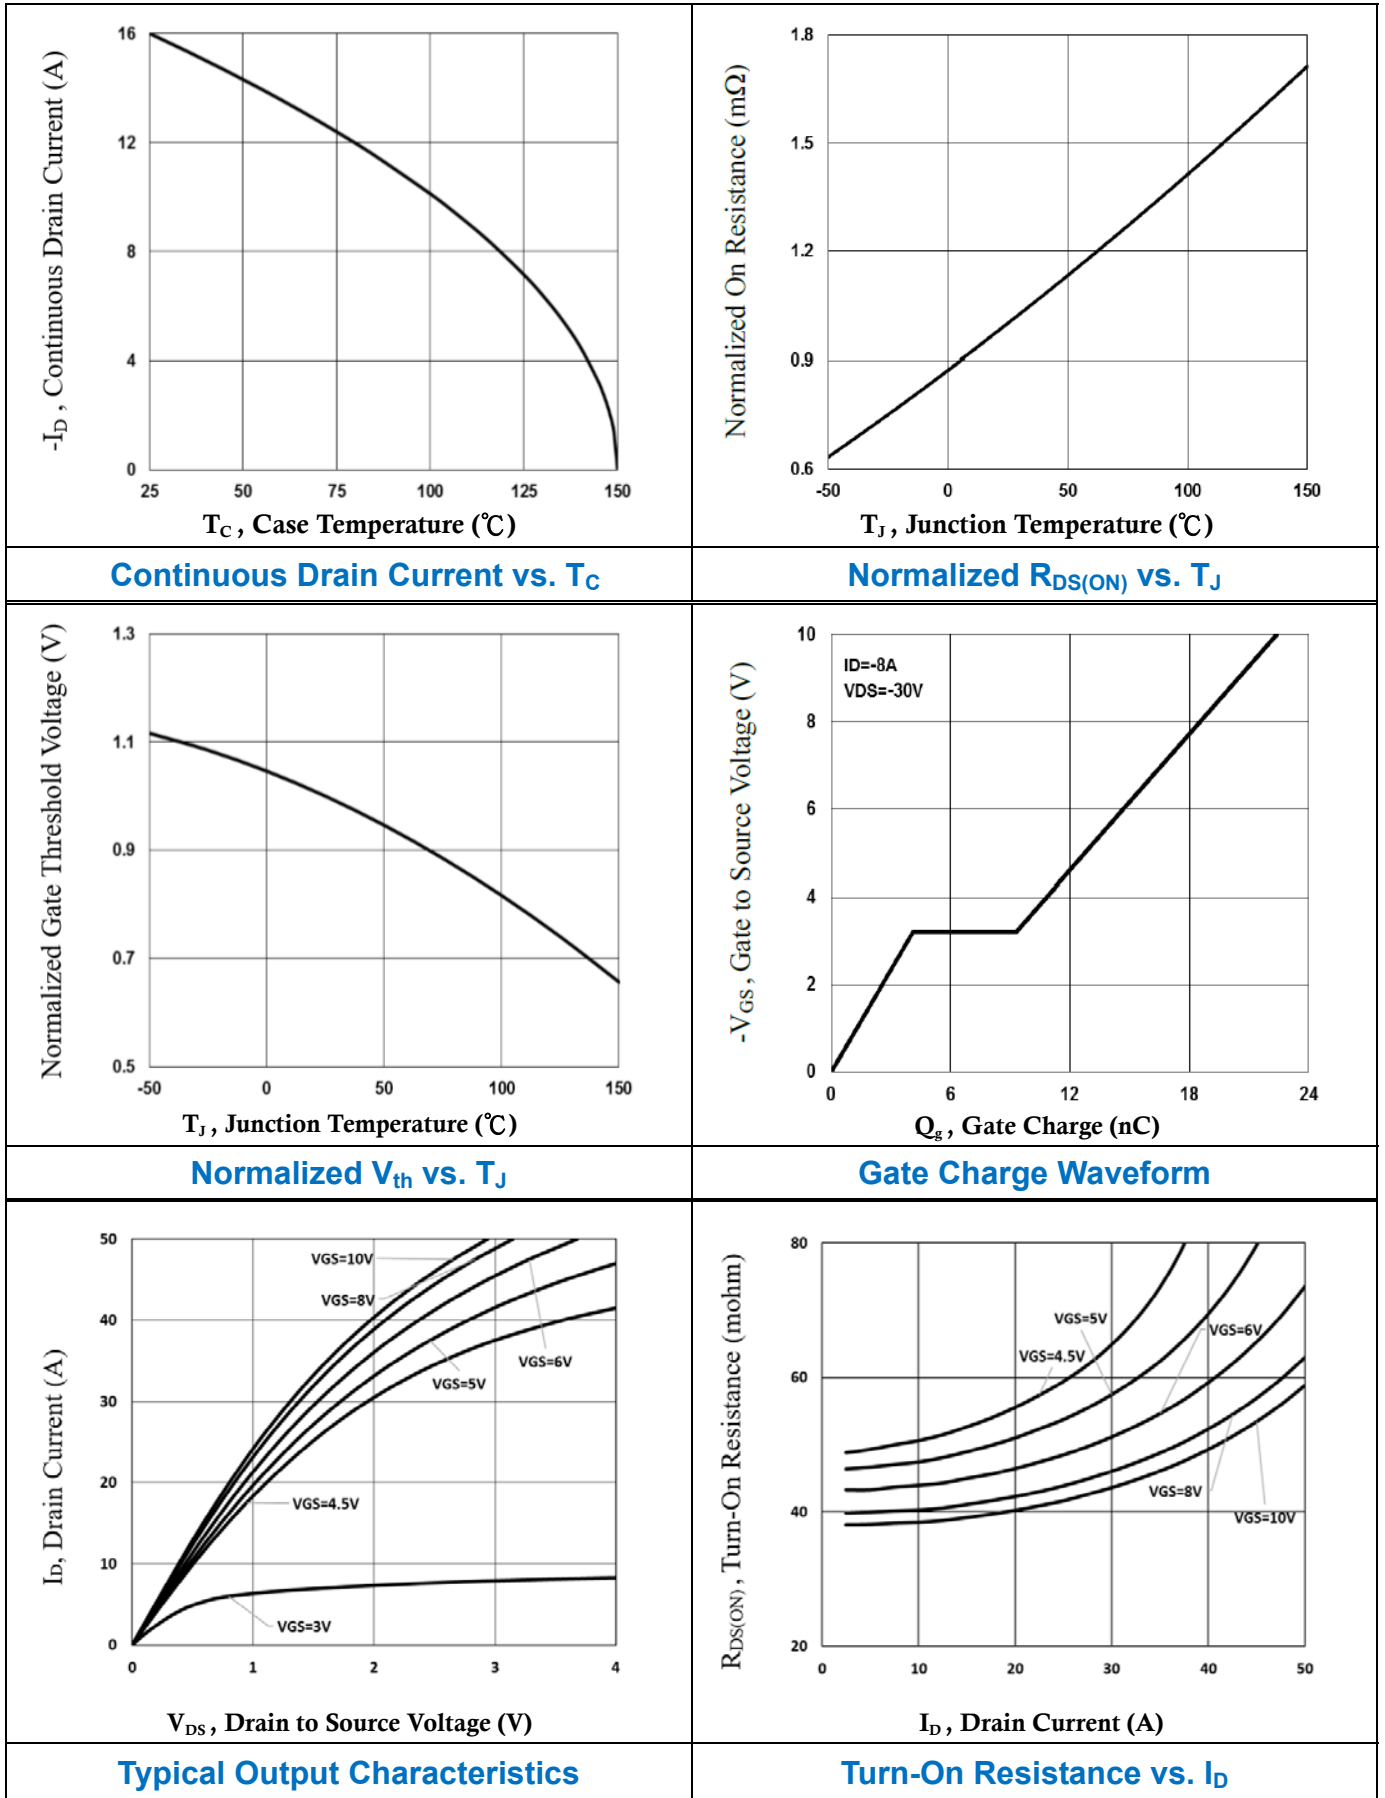 -ID , Continuous Drain Current (A)
16
12
8
4
0
25 50 75 100 125 150
TC , Case Temperature (℃)
Continuous Drain Current vs. TC
Normalized On Resistance (mΩ)
1.8
1.5
1.2
0.9
0.6
-50 0 50 100 150
TJ , Junction Temperature (℃)
Normalized RDS(ON) vs. TJ
Normalized Gate Threshold Voltage (V)
1.3
1.1
0.9
0.7
0.5
-50 0 50 100 150
TJ , Junction Temperature (℃)
Normalized Vth vs. TJ
-VGS , Gate to Source Voltage (V)
10
8
6
4
2
0
ID=-8A
VDS=-30V
0 6 12 18 24
Qg , Gate Charge (nC)
Gate Charge Waveform
ID, Drain Current (A)
50
40
30
20
10
0
VGS=10V
VGS=8V
VGS=6V
VGS=5V
VGS=4.5V
VGS=3V
0 1 2 3 4
VDS , Drain to Source Voltage (V)
Typical Output Characteristics
RDS(ON) , Turn-On Resistance (mohm)
80
60
40
20
VGS=5V
VGS=6V
VGS=4.5V
VGS=8V
VGS=10V
0 10 20 30 40 50
ID , Drain Current (A)
Turn-On Resistance vs. ID